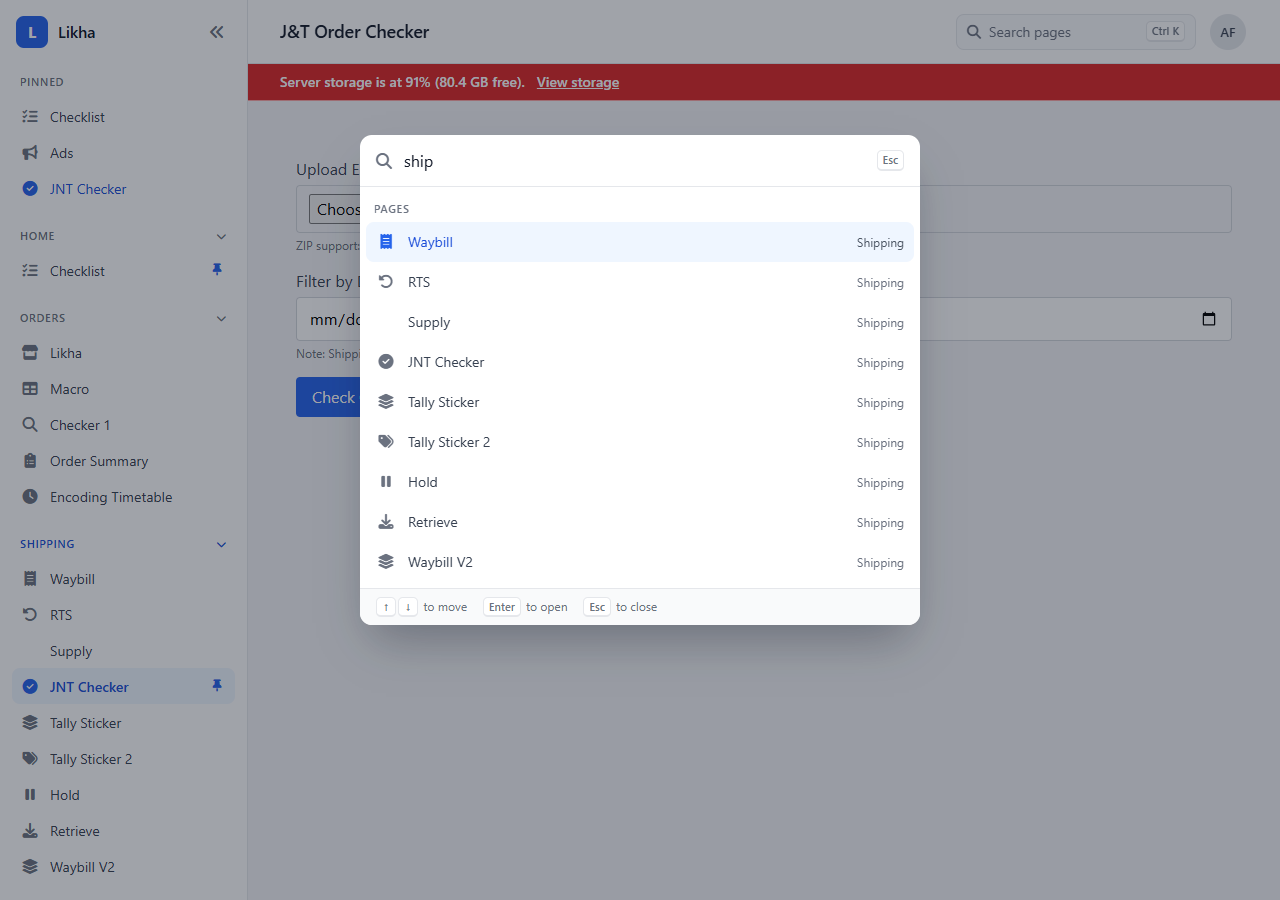 L Likha
J&T Order Checker
Search pages Ctrl K
AF
Server storage is at 91% (80.4 GB free). View storage
PINNED
Checklist
Ads
JNT Checker
HOME
Checklist
ORDERS
Likha
Macro
Checker 1
Order Summary
Encoding Timetable
SHIPPING
Waybill
RTS
Supply
JNT Checker
Tally Sticker
Tally Sticker 2
Hold
Retrieve
Waybill V2
Upload
ZIP support:
Filter by
Note:
Check
ship Esc
PAGES
Waybill Shipping
RTS Shipping
Supply Shipping
JNT Checker Shipping
Tally Sticker Shipping
Tally Sticker 2 Shipping
Hold Shipping
Retrieve Shipping
Waybill V2 Shipping
↑ ↓ to move Enter to open Esc to close